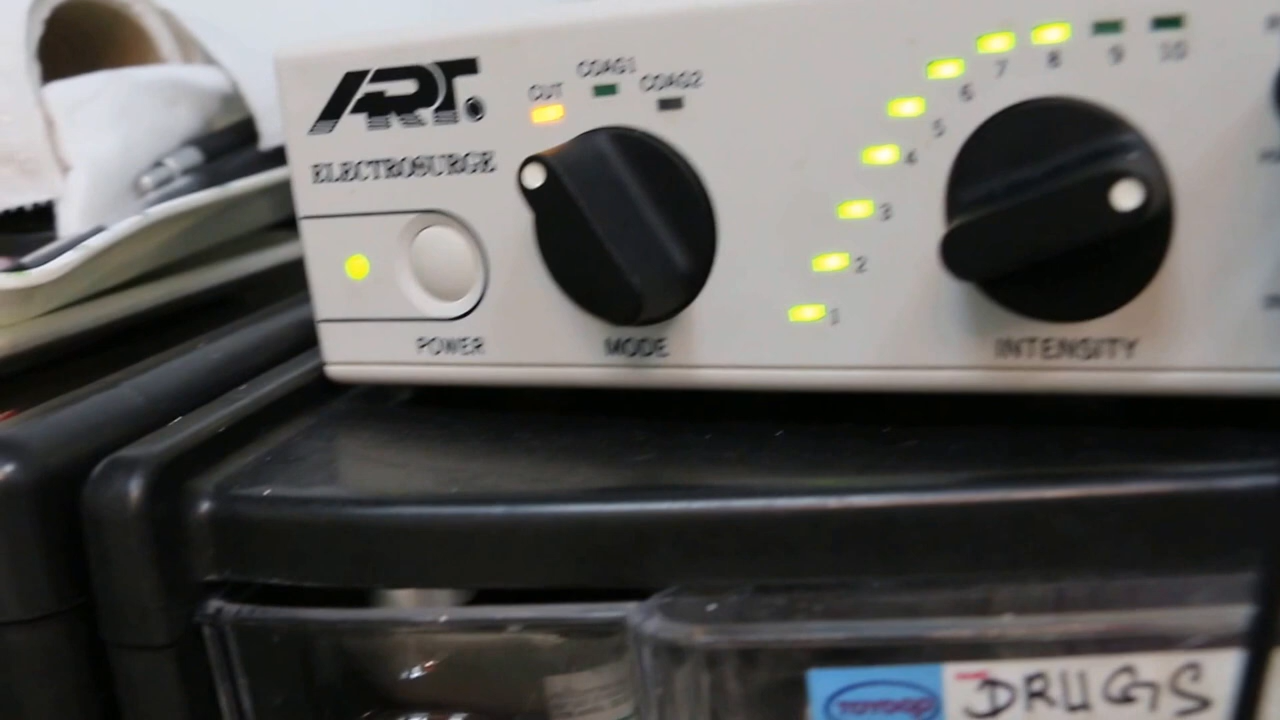 ART.
ELECTROSURGE
POWER
CUT
COAG1
COAG2
MODE
1
2
3
4
5
6
7
8
9
10
INTENSITY
DRUGS